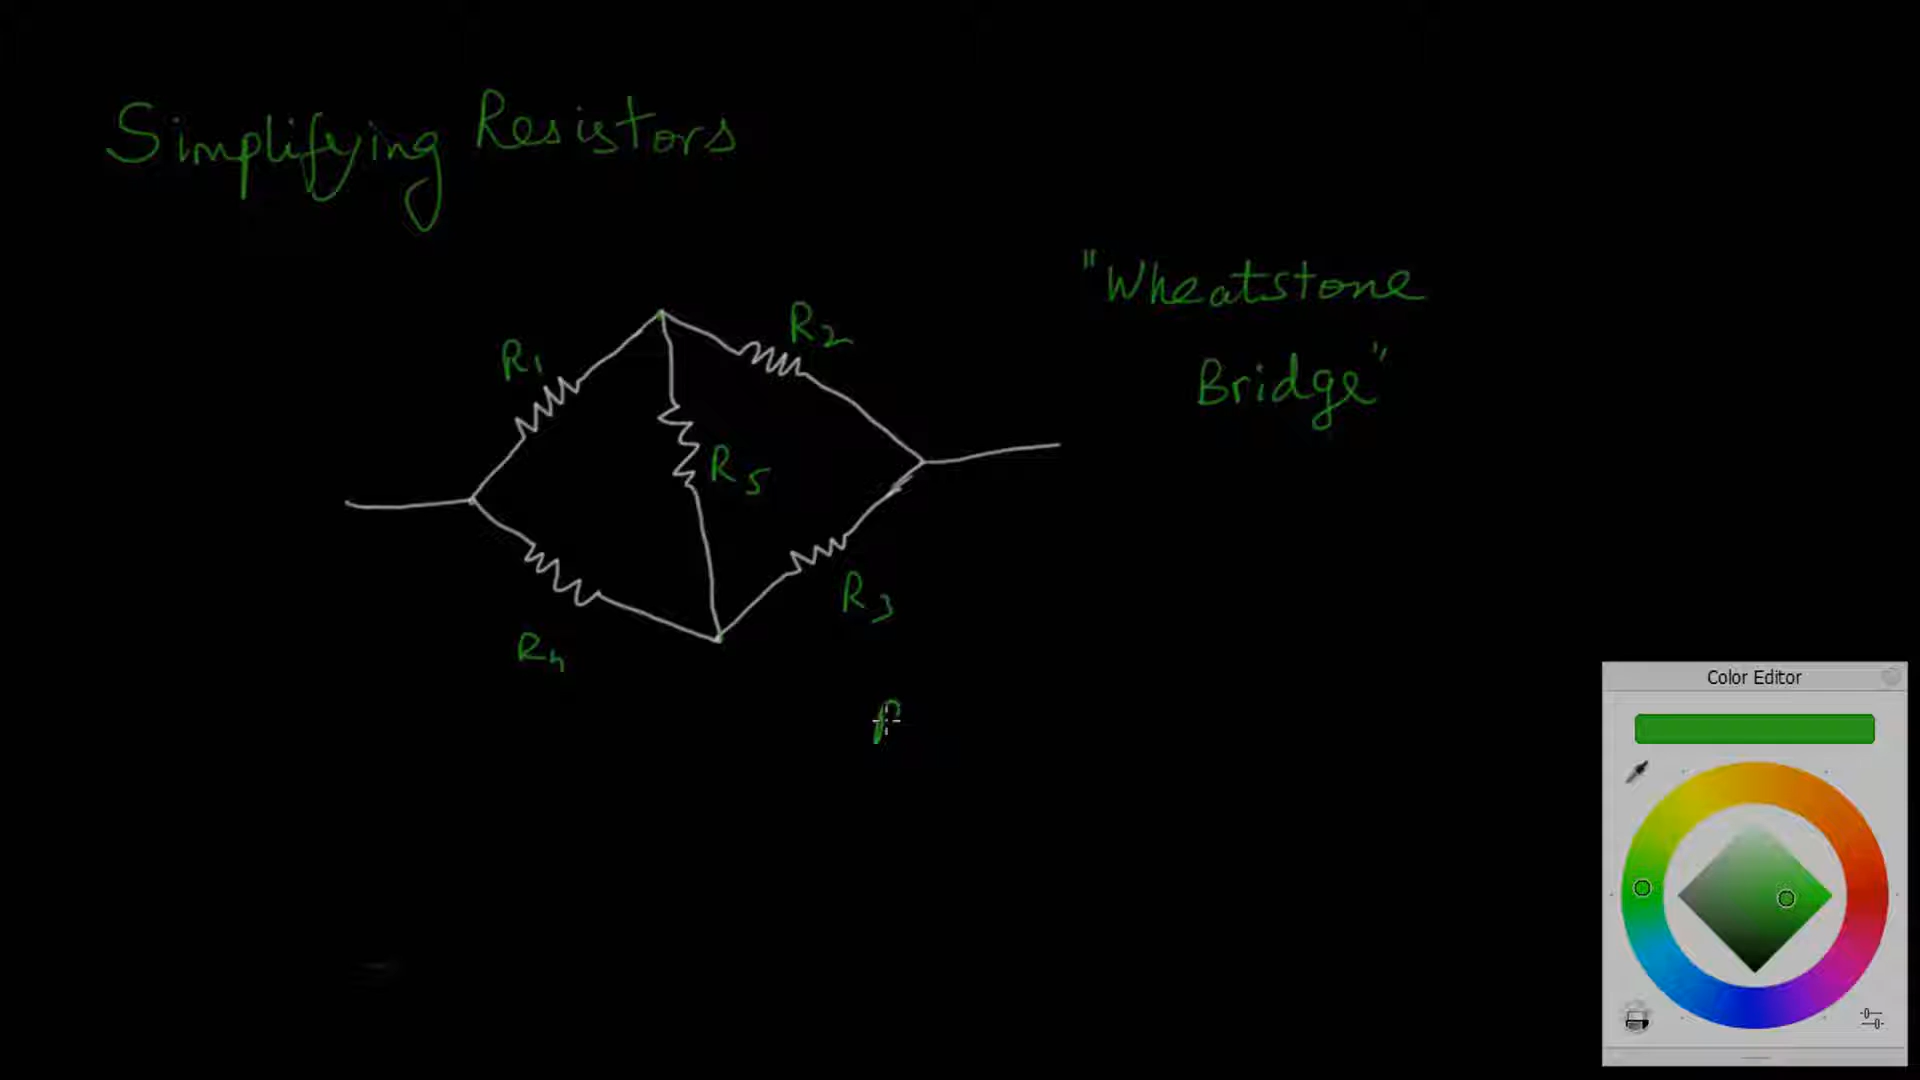 Simplifying Resistors
"Wheatstone
Bridge"
R1
R2
R5
R3
R4
Color Editor